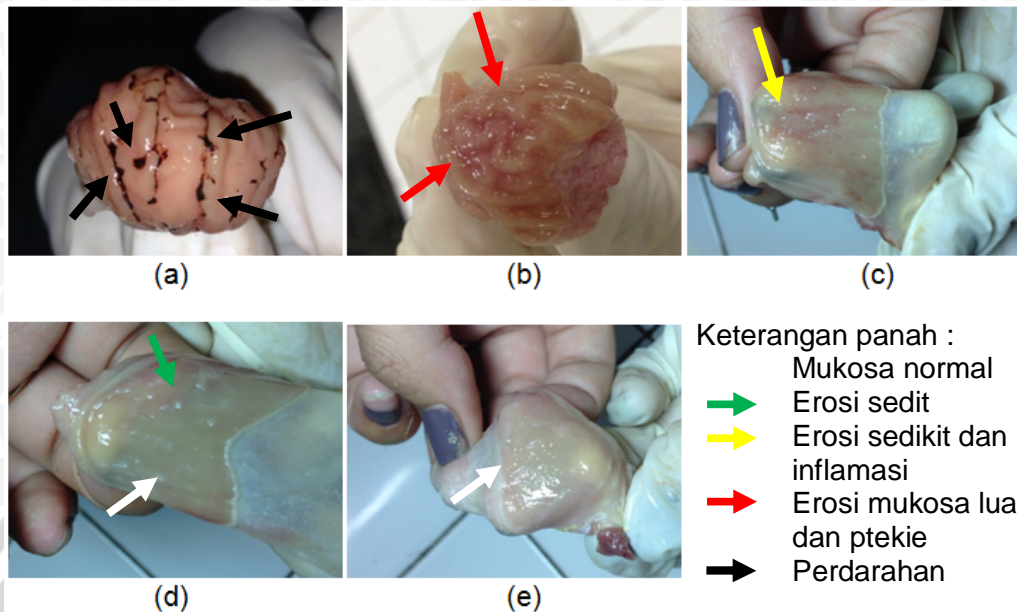 (a)
(b)
(c)
(d)
(e)
Keterangan panah :
Mukosa normal
Erosi sedit
Erosi sedikit dan
inflamasi
Erosi mukosa lua
dan ptekie
Perdarahan